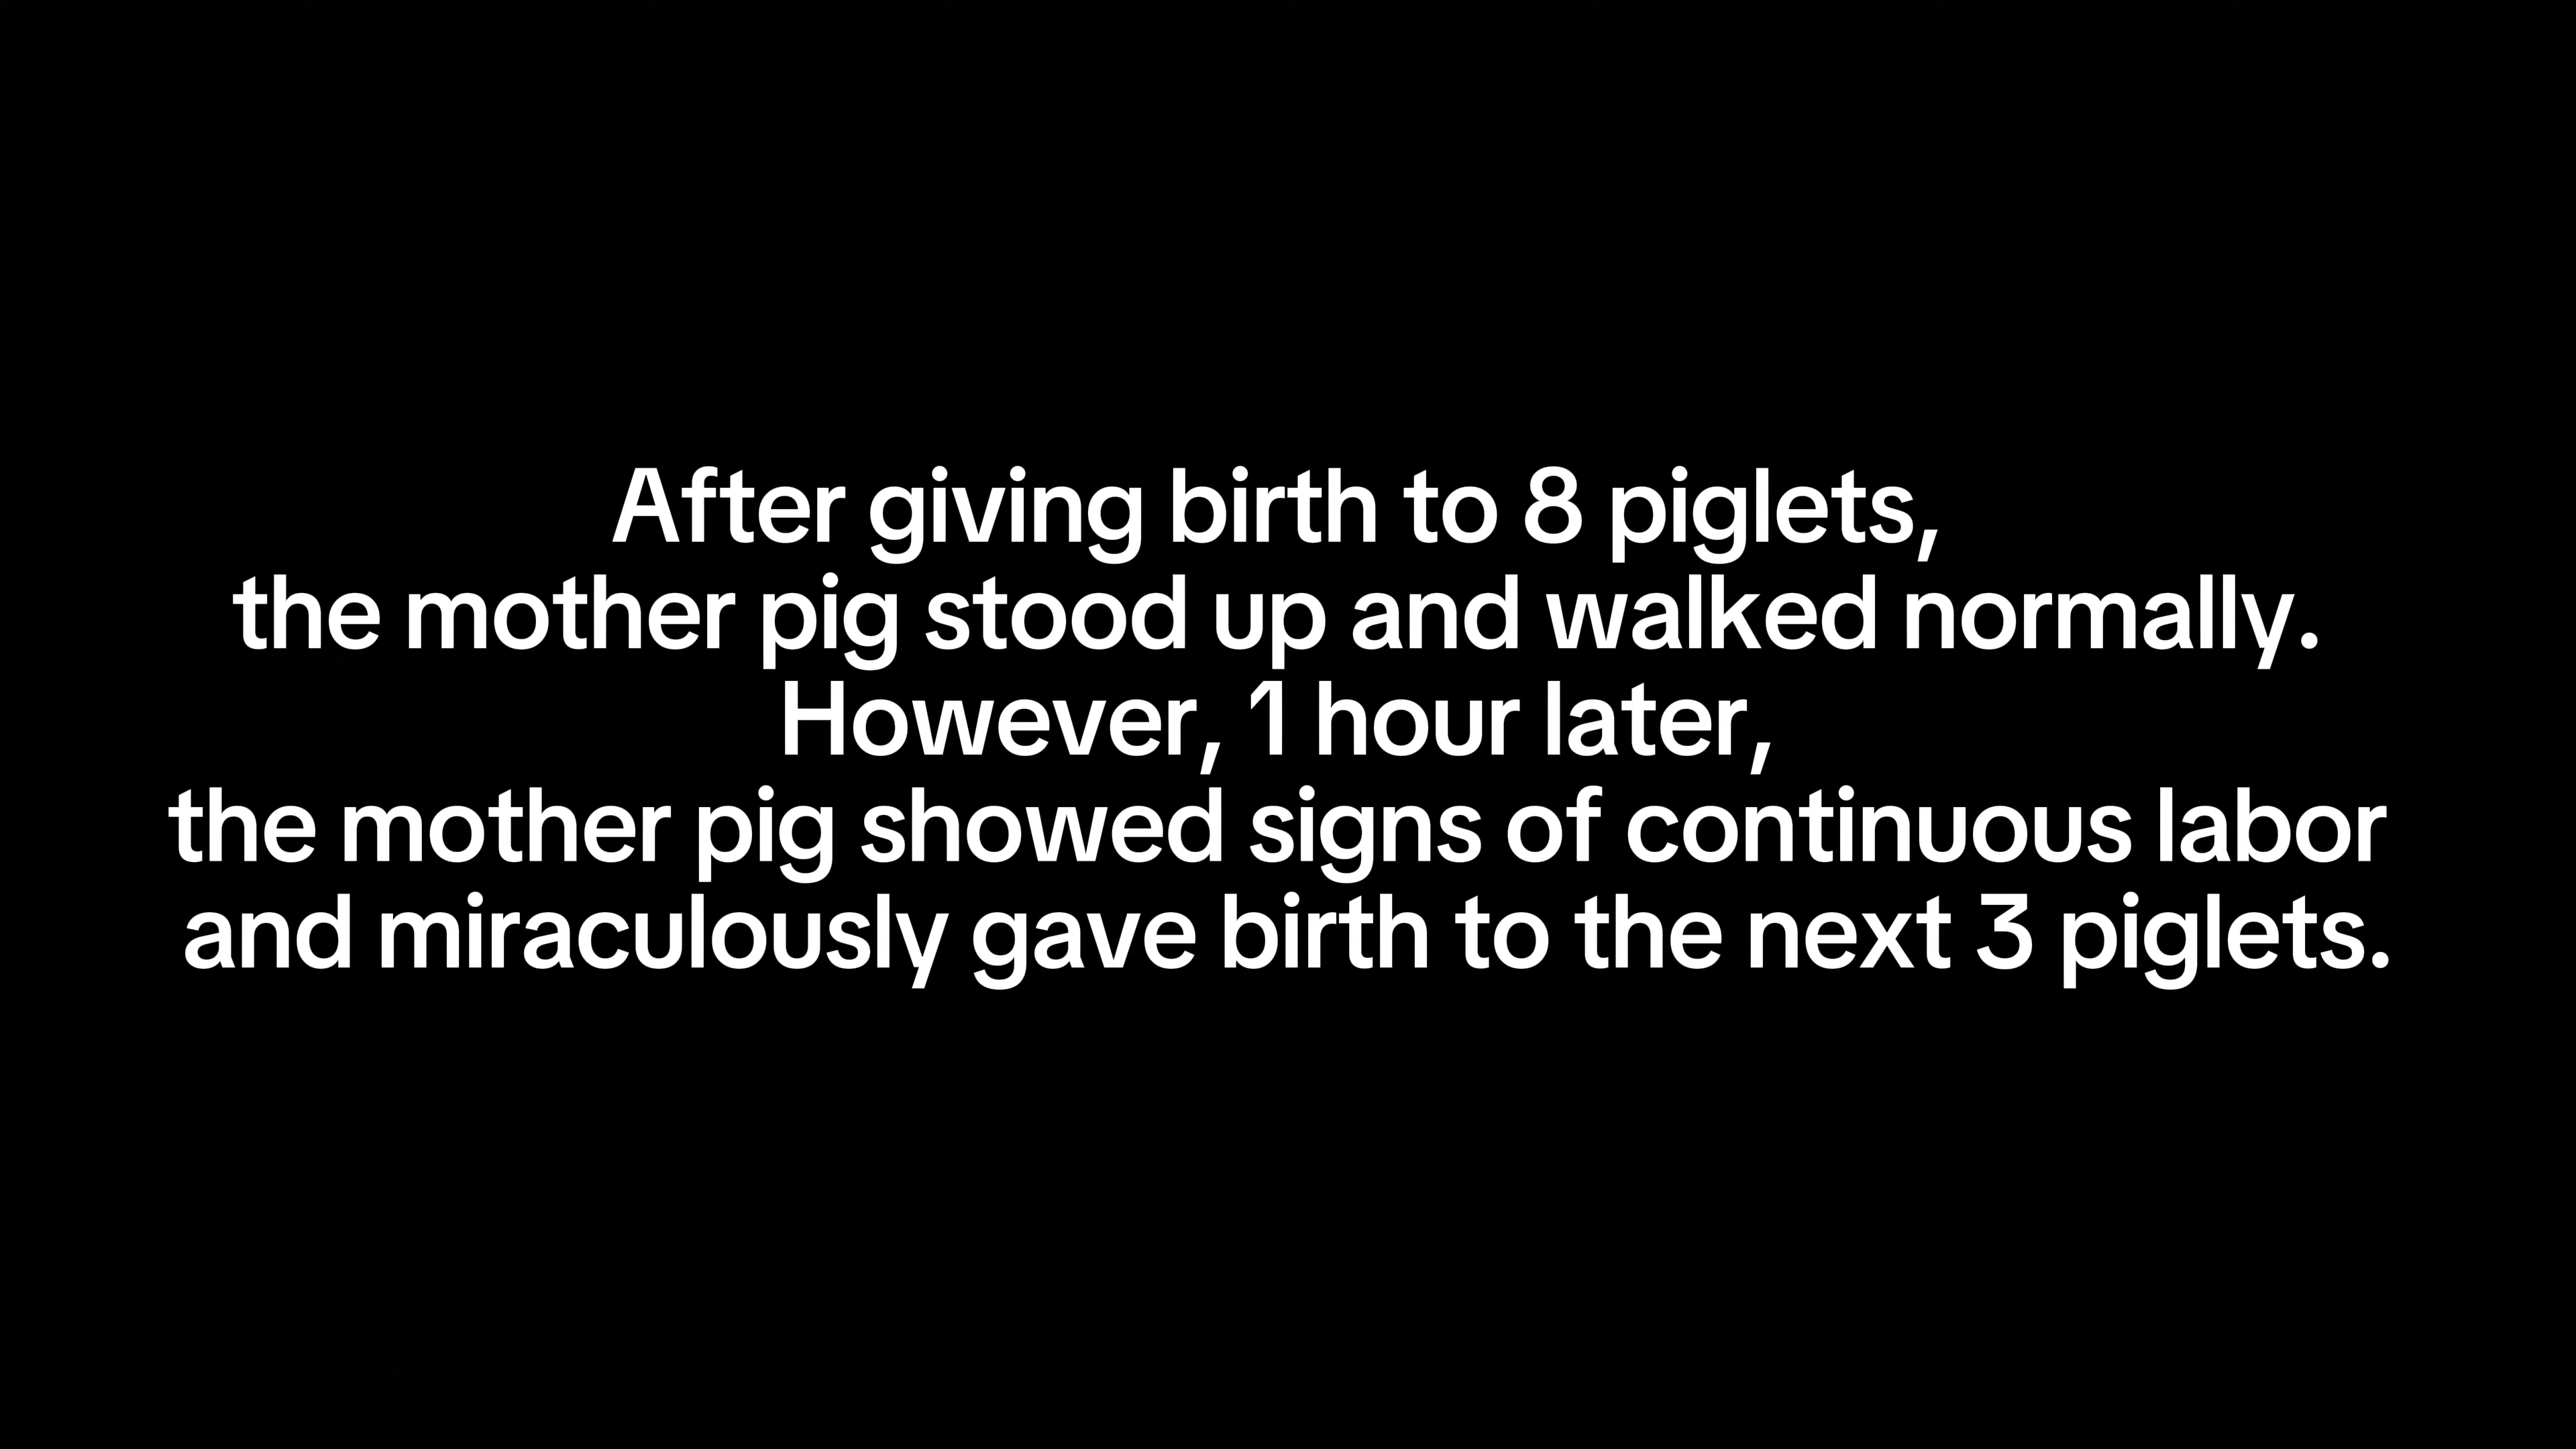 After giving birth to 8 piglets,
the mother pig stood up and walked normally.
However, 1 hour later,
the mother pig showed signs of continuous labor
and miraculously gave birth to the next 3 piglets.